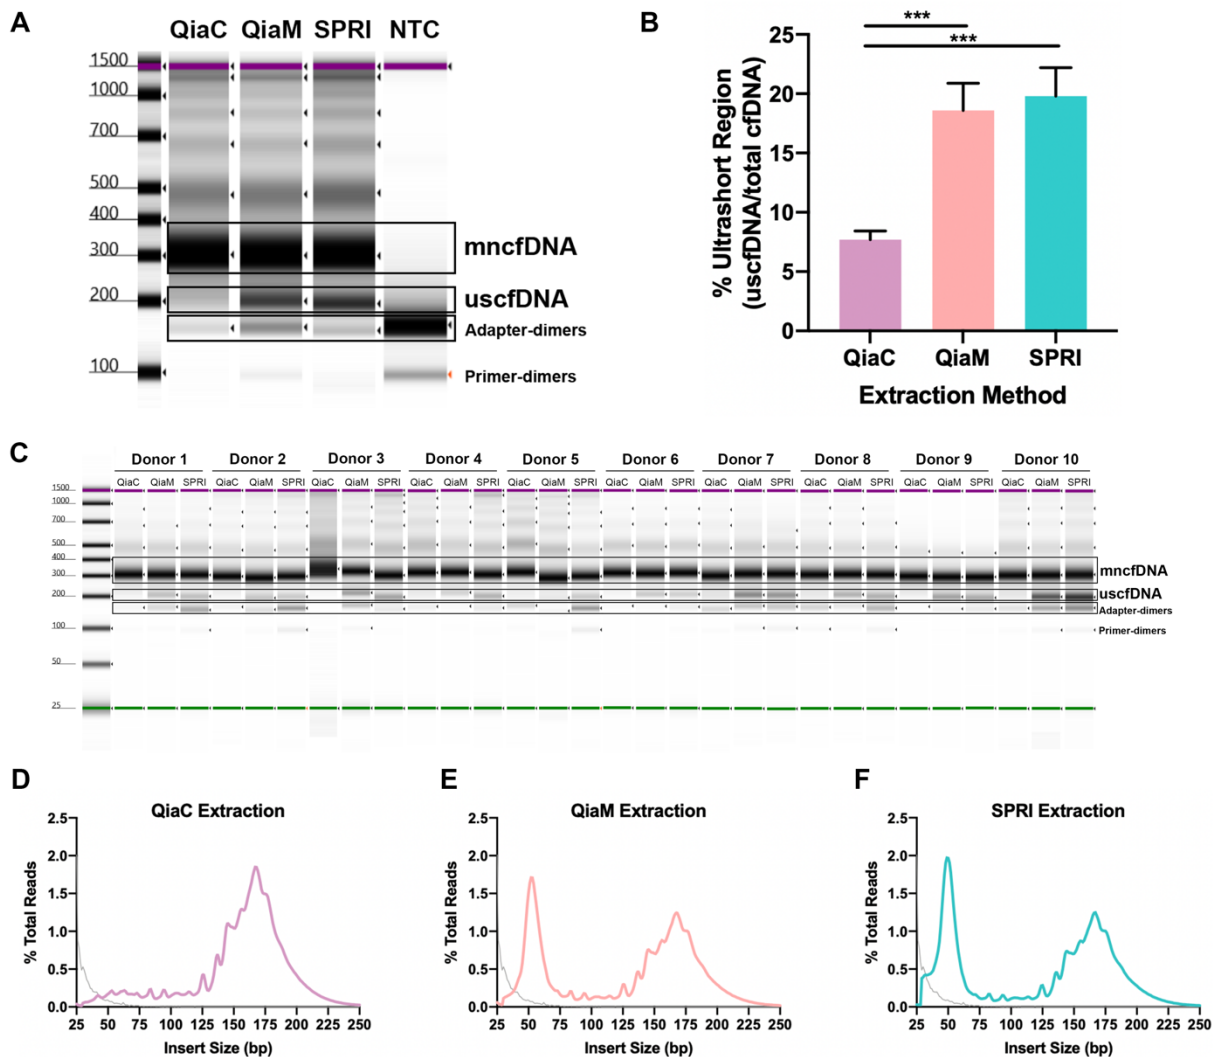 A
QiaC QiaM SPRI NTC
1500
1000
700
500
400
300
200
100
mncfDNA
uscfDNA
Adapter-dimers
Primer-dimers
B
% Ultrashort Region
(uscfDNA/total cfDNA)
25
20
15
10
5
0
***
***
QiaC QiaM SPRI
Extraction Method
C
Donor 1 Donor 2 Donor 3 Donor 4 Donor 5 Donor 6 Donor 7 Donor 8 Donor 9 Donor 10
QiaC QiaM SPRI QiaC QiaM SPRI QiaC QiaM SPRI QiaC QiaM SPRI QiaC QiaM SPRI QiaC QiaM SPRI QiaC QiaM SPRI QiaC QiaM SPRI QiaC QiaM SPRI QiaC QiaM SPRI
1500
1000
700
500
400
300
200
100
50
25
mncfDNA
uscfDNA
Adapter-dimers
Primer-dimers
D
QiaC Extraction
% Total Reads
2.5
2.0
1.5
1.0
0.5
0.0
25 50 75 100 125 150 175 200 225 250
Insert Size (bp)
E
QiaM Extraction
% Total Reads
2.5
2.0
1.5
1.0
0.5
0.0
25 50 75 100 125 150 175 200 225 250
Insert Size (bp)
F
SPRI Extraction
% Total Reads
2.5
2.0
1.5
1.0
0.5
0.0
25 50 75 100 125 150 175 200 225 250
Insert Size (bp)